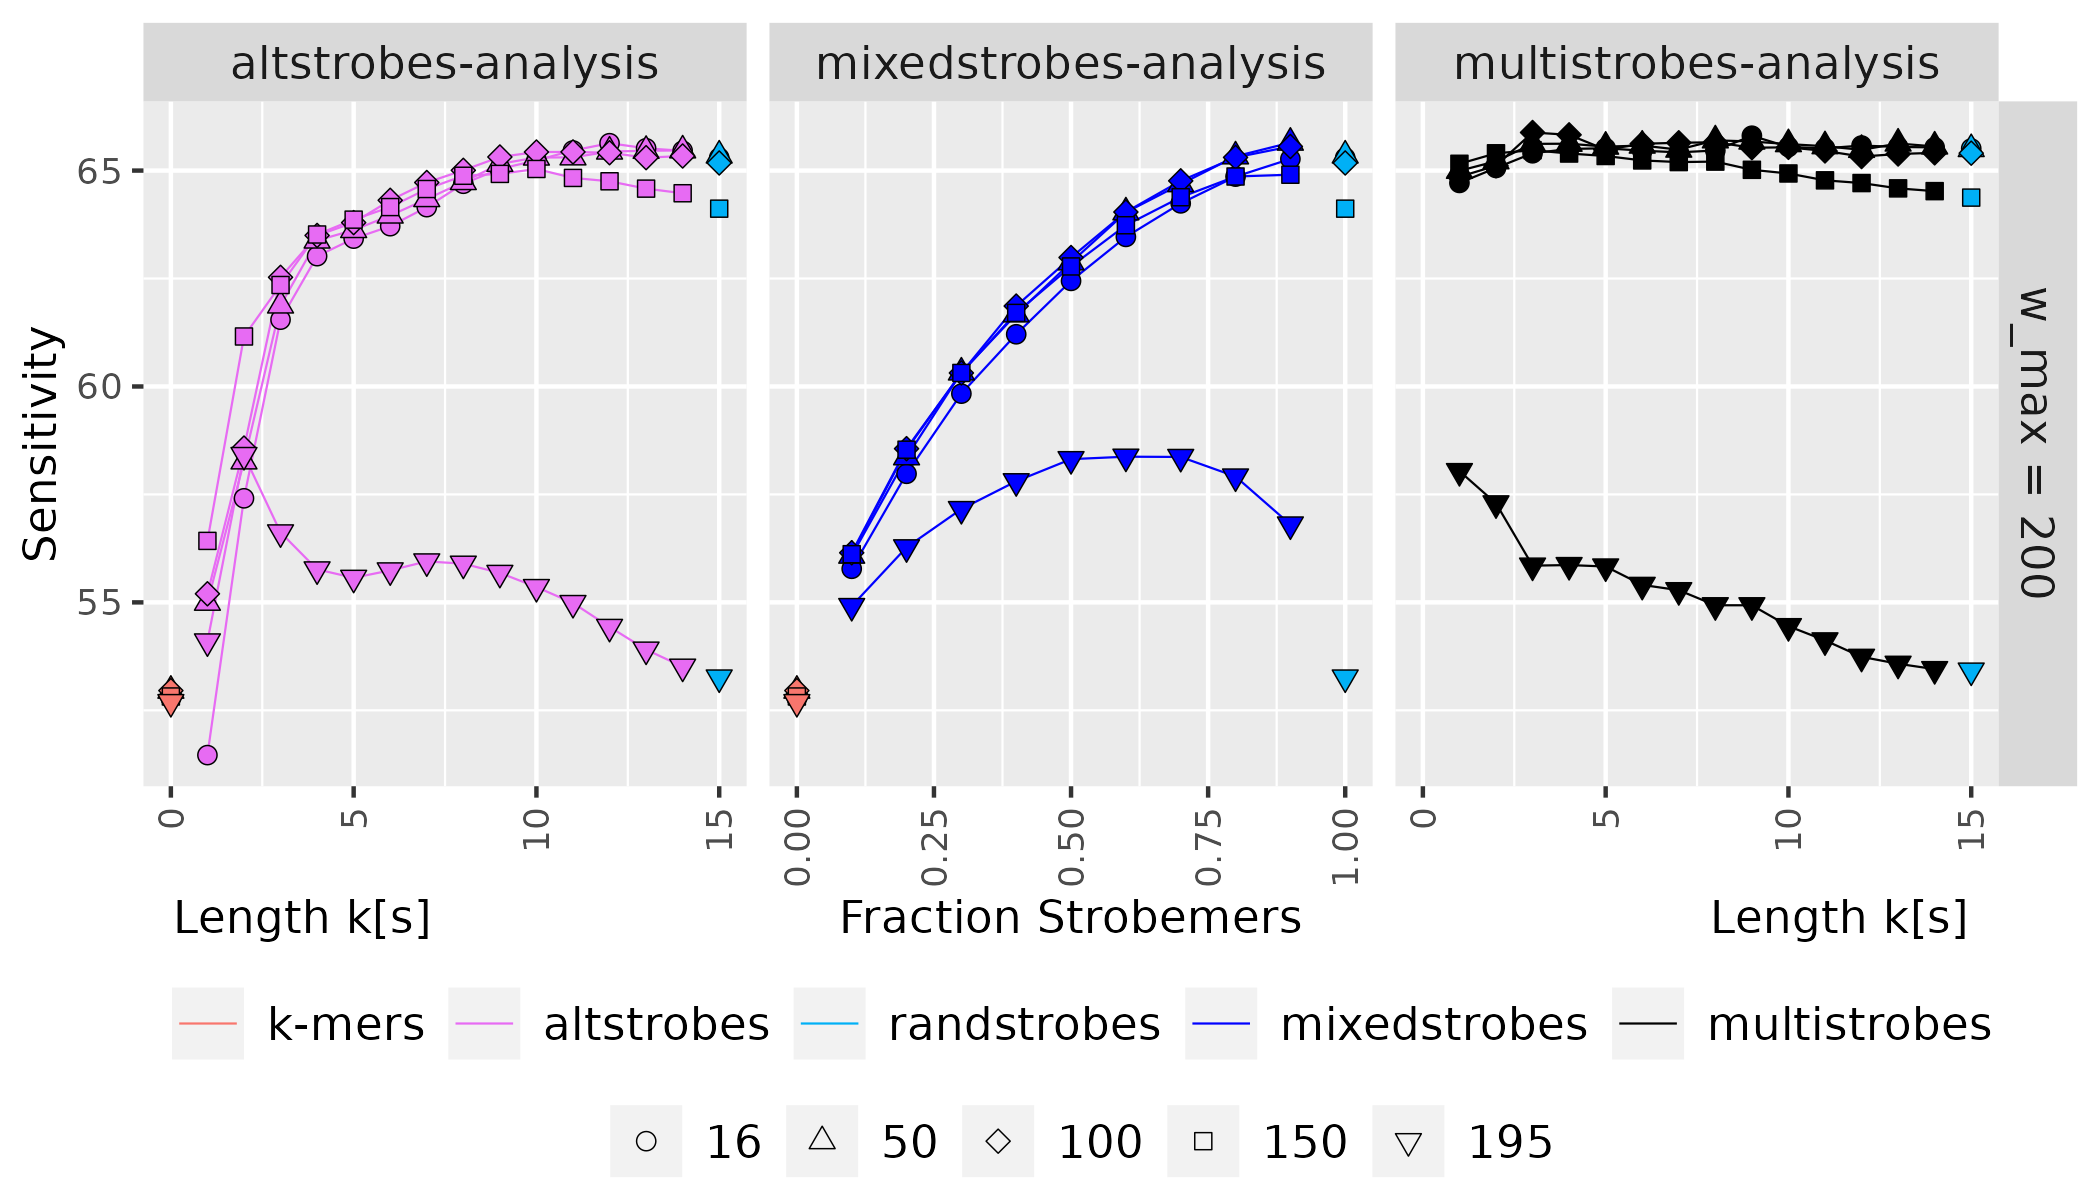 altstrobes-analysis mixedstrobes-analysis multistrobes-analysis
w_max = 200
Sensitivity
65
60
55
0 5 10 15 0.00 0.25 0.50 0.75 1.00 0 5 10 15
Length k[s] Fraction Strobemers Length k[s]
k-mers altstrobes randstrobes mixedstrobes multistrobes
16 50 100 150 195